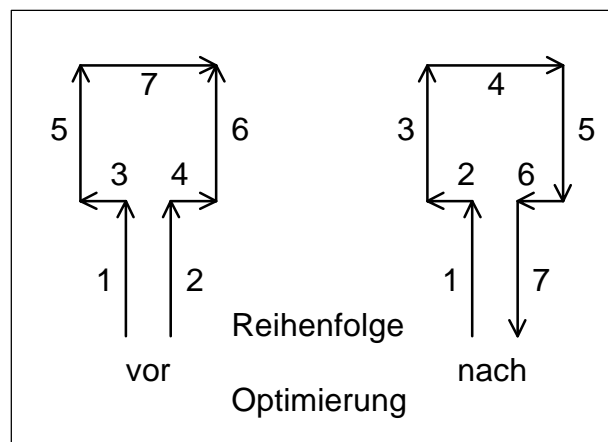 7 4
5 6 3 5
3 4 2 6
1 2 1 7
Reihenfolge
vor nach
Optimierung